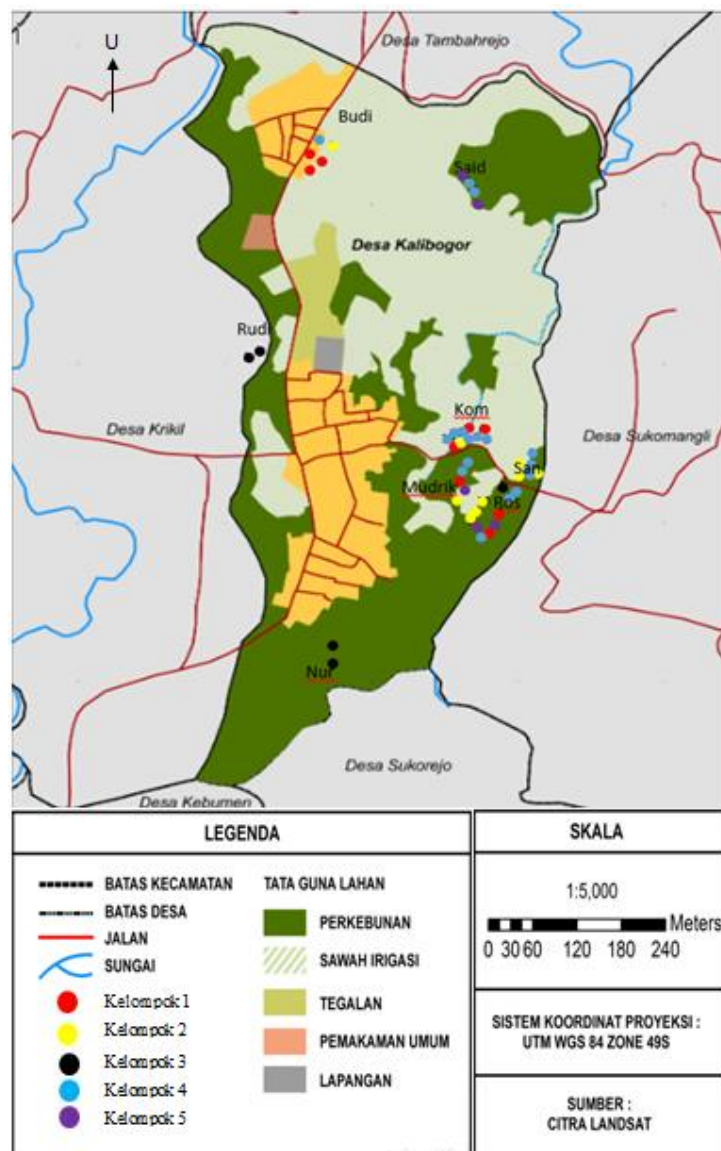 U
Desa Tambahrejo
Budi
Said
Desa Kalibogor
Rudi
Kom
Desa Krikil
Desa Sukomangli
San
Mudrik
Ros
Nur
Desa Sukorejo
Desa Kebumen
LEGENDA
BATAS KECAMATAN
BATAS DESA
JALAN
SUNGAI
Kelompok 1
Kelompok 2
Kelompok 3
Kelompok 4
Kelompok 5
TATA GUNA LAHAN
PERKEBUNAN
SAWAH IRIGASI
TEGALAN
PEMAKAMAN UMUM
LAPANGAN
SKALA
1:5,000
Meters
0 30 60 120 180 240
SISTEM KOORDINAT PROYEKSI :
UTM WGS 84 ZONE 49S
SUMBER :
CITRA LANDSAT